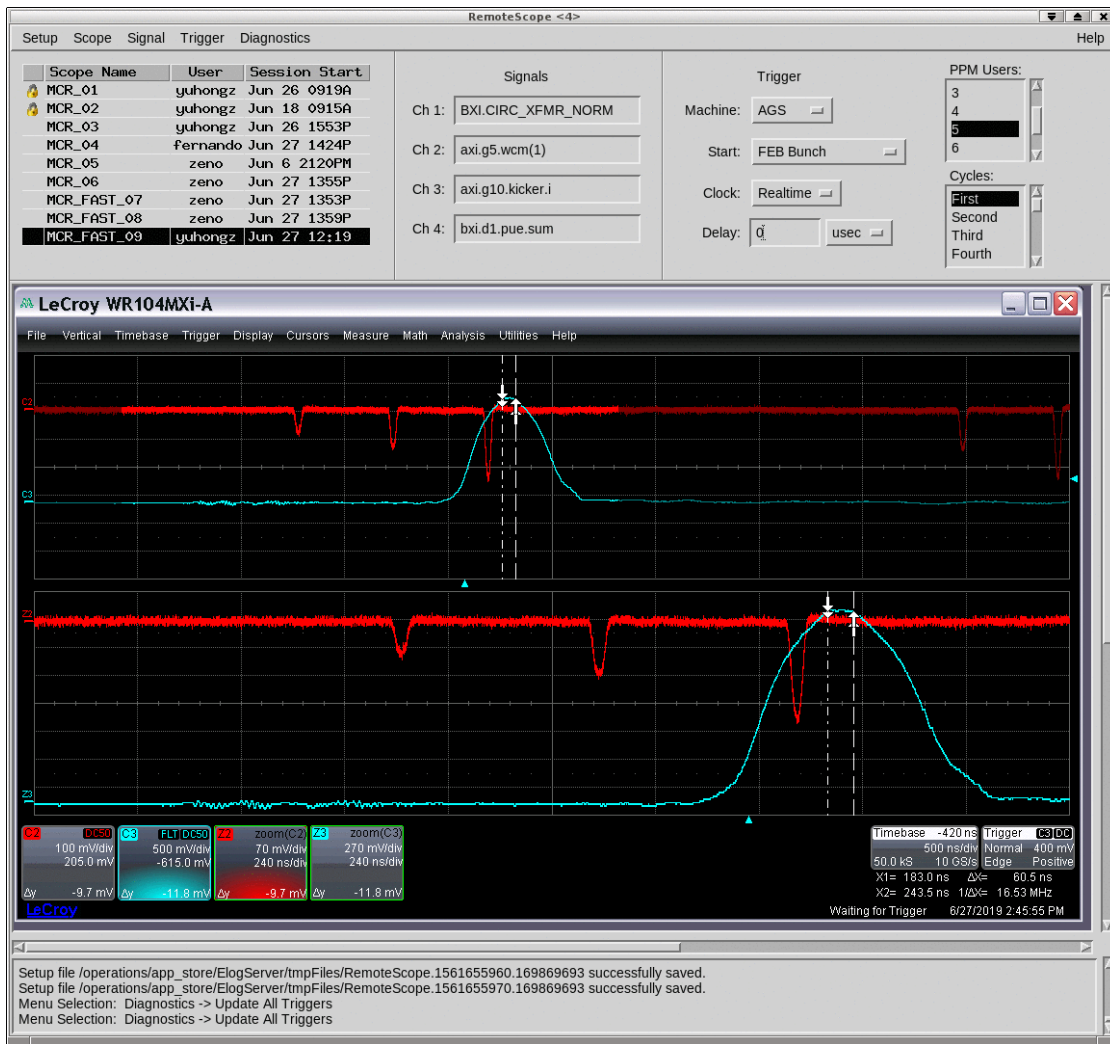 RemoteScope <4>
Setup Scope Signal Trigger Diagnostics Help
Scope Name User Session Start
MCR_01 yuhongz Jun 26 0919A
MCR_02 yuhongz Jun 18 0915A
MCR_03 yuhongz Jun 26 1553P
MCR_04 fernando Jun 27 1424P
MCR_05 zeno Jun 6 2120PM
MCR_06 zeno Jun 27 1355P
MCR_FAST_07 zeno Jun 27 1353P
MCR_FAST_08 zeno Jun 27 1359P
MCR_FAST_09 yuhongz Jun 27 12:19
Signals
Ch 1: BXI.CIRC_XFMR_NORM
Ch 2: axi.g5.wcm(1)
Ch 3: axi.g10.kicker.i
Ch 4: bxi.d1.pue.sum
Trigger
Machine: AGS
Start: FEB Bunch
Clock: Realtime
Delay: 0 usec
PPM Users:
3
4
5
6
Cycles:
First
Second
Third
Fourth
LeCroy WR104MXi-A
File Vertical Timebase Trigger Display Cursors Measure Math Analysis Utilities Help
C2
C3
Z2
Z3
C2 DC50 C3 FLT DC50 Z2 zoom(C2) Z3 zoom(C3)
100 mV/div 500 mV/div 70 mV/div 270 mV/div
205.0 mV -615.0 mV 240 ns/div 240 ns/div
Δy -9.7 mV Δy -11.8 mV Δy -9.7 mV Δy -11.8 mV
LeCroy
Timebase -420 ns Trigger C3 DC
500 ns/div Normal 400 mV
50.0 kS 10 GS/s Edge Positive
X1= 183.0 ns ΔX= 60.5 ns
X2= 243.5 ns 1/ΔX= 16.53 MHz
Waiting for Trigger 6/27/2019 2:45:55 PM
Setup file /operations/app_store/ElogServer/tmpFiles/RemoteScope.1561655960.169869693 successfully saved.
Setup file /operations/app_store/ElogServer/tmpFiles/RemoteScope.1561655970.169869693 successfully saved.
Menu Selection: Diagnostics -> Update All Triggers
Menu Selection: Diagnostics -> Update All Triggers